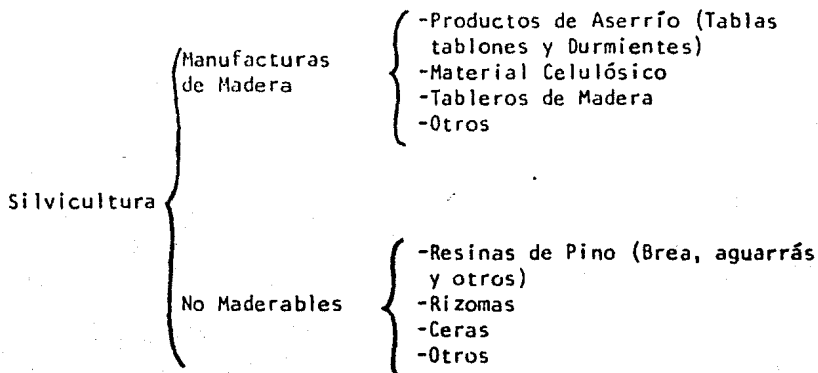 -Productos de Aserrío (Tablas
tablones y Durmientes)
Manufacturas
de Madera
-Material Celulósico
-Tableros de Madera
-Otros
Silvicultura
-Resinas de Pino (Brea, aguarrás
y otros)
No Maderables
-Rizomas
-Ceras
-Otros